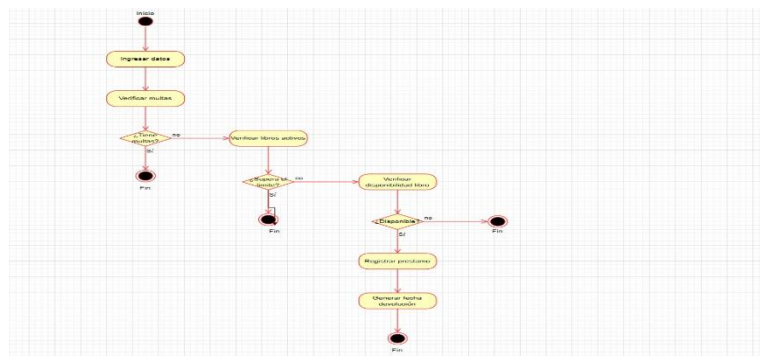 Inicio
Ingresar datos
Verificar multas
¿Tiene
multas?
no
Sí
Fin
Verificar libros activos
¿Supera el
límite?
no
Sí
Fin
Verificar
disponibilidad libro
¿Disponible?
no
Fin
Sí
Registrar préstamo
Generar fecha
devolución
Fin